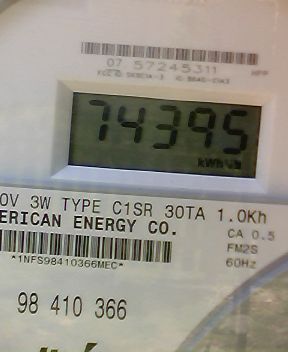 07 57245311
74395
kWh
0V 3W TYPE C1SR 30TA 1.0Kh
ERICAN ENERGY CO.
CA 0.5
FM2S
60Hz
*1NFS98410366MEC*
98 410 366